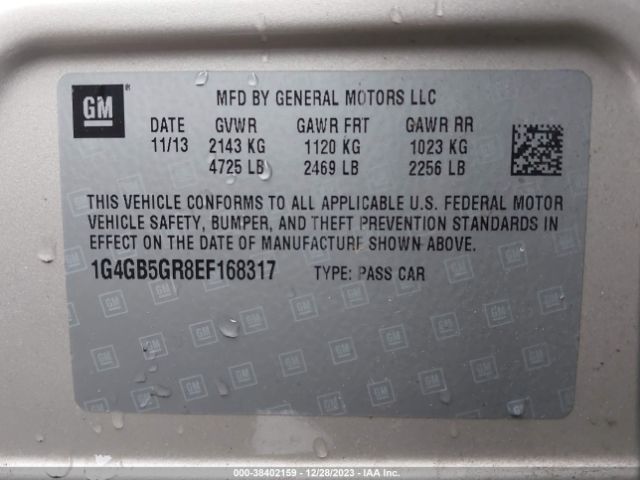 GM
MFD BY GENERAL MOTORS LLC
DATE GVWR GAWR FRT GAWR RR
11/13 2143 KG 1120 KG 1023 KG
4725 LB 2469 LB 2256 LB
THIS VEHICLE CONFORMS TO ALL APPLICABLE U.S. FEDERAL MOTOR
VEHICLE SAFETY, BUMPER, AND THEFT PREVENTION STANDARDS IN
EFFECT ON THE DATE OF MANUFACTURE SHOWN ABOVE.
1G4GB5GR8EF168317 TYPE: PASS CAR
000-38402159 - 12/28/2023 - IAA Inc.